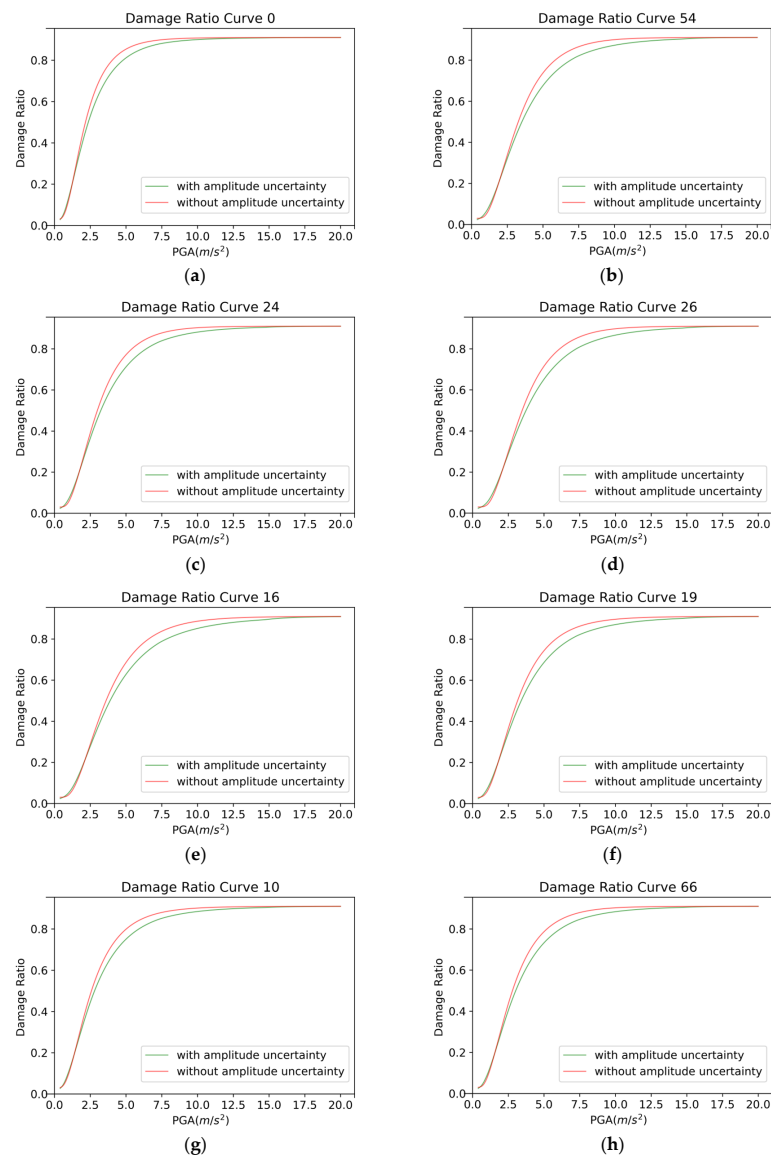 Damage Ratio Curve 0
Damage Ratio
0.8
0.6
0.4
0.2
0.0
with amplitude uncertainty
without amplitude uncertainty
0.0 2.5 5.0 7.5 10.0 12.5 15.0 17.5 20.0
PGA(m/s²)
(a)
Damage Ratio Curve 54
Damage Ratio
0.8
0.6
0.4
0.2
0.0
with amplitude uncertainty
without amplitude uncertainty
0.0 2.5 5.0 7.5 10.0 12.5 15.0 17.5 20.0
PGA(m/s²)
(b)
Damage Ratio Curve 24
Damage Ratio
0.8
0.6
0.4
0.2
0.0
with amplitude uncertainty
without amplitude uncertainty
0.0 2.5 5.0 7.5 10.0 12.5 15.0 17.5 20.0
PGA(m/s²)
(c)
Damage Ratio Curve 26
Damage Ratio
0.8
0.6
0.4
0.2
0.0
with amplitude uncertainty
without amplitude uncertainty
0.0 2.5 5.0 7.5 10.0 12.5 15.0 17.5 20.0
PGA(m/s²)
(d)
Damage Ratio Curve 16
Damage Ratio
0.8
0.6
0.4
0.2
0.0
with amplitude uncertainty
without amplitude uncertainty
0.0 2.5 5.0 7.5 10.0 12.5 15.0 17.5 20.0
PGA(m/s²)
(e)
Damage Ratio Curve 19
Damage Ratio
0.8
0.6
0.4
0.2
0.0
with amplitude uncertainty
without amplitude uncertainty
0.0 2.5 5.0 7.5 10.0 12.5 15.0 17.5 20.0
PGA(m/s²)
(f)
Damage Ratio Curve 10
Damage Ratio
0.8
0.6
0.4
0.2
0.0
with amplitude uncertainty
without amplitude uncertainty
0.0 2.5 5.0 7.5 10.0 12.5 15.0 17.5 20.0
PGA(m/s²)
(g)
Damage Ratio Curve 66
Damage Ratio
0.8
0.6
0.4
0.2
0.0
with amplitude uncertainty
without amplitude uncertainty
0.0 2.5 5.0 7.5 10.0 12.5 15.0 17.5 20.0
PGA(m/s²)
(h)